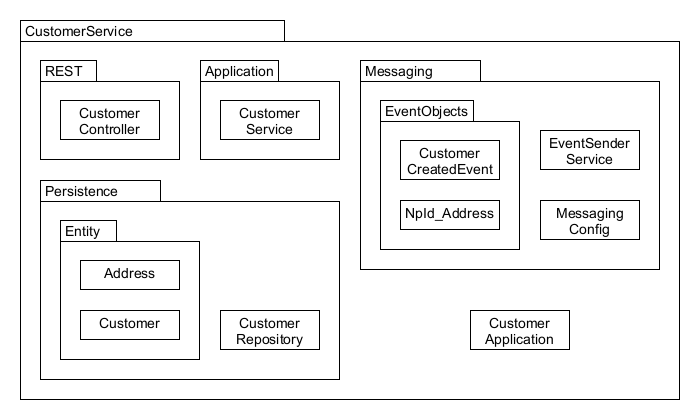 CustomerService
REST
Customer
Controller
Application
Customer
Service
Messaging
EventObjects
Customer
CreatedEvent
NpId_Address
EventSender
Service
Messaging
Config
Persistence
Entity
Address
Customer
Customer
Repository
Customer
Application